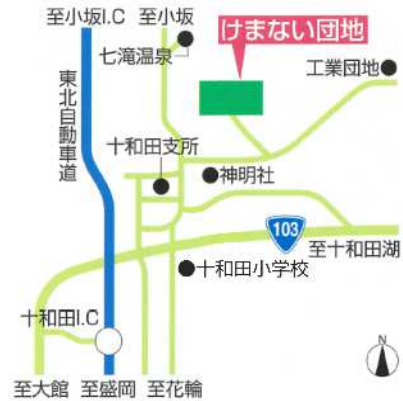 至小坂I.C
至小坂
けまない団地
七滝温泉
工業団地
東北自動車道
十和田支所
神明社
103
至十和田湖
十和田小学校
十和田I.C
N
至大館
至盛岡
至花輪